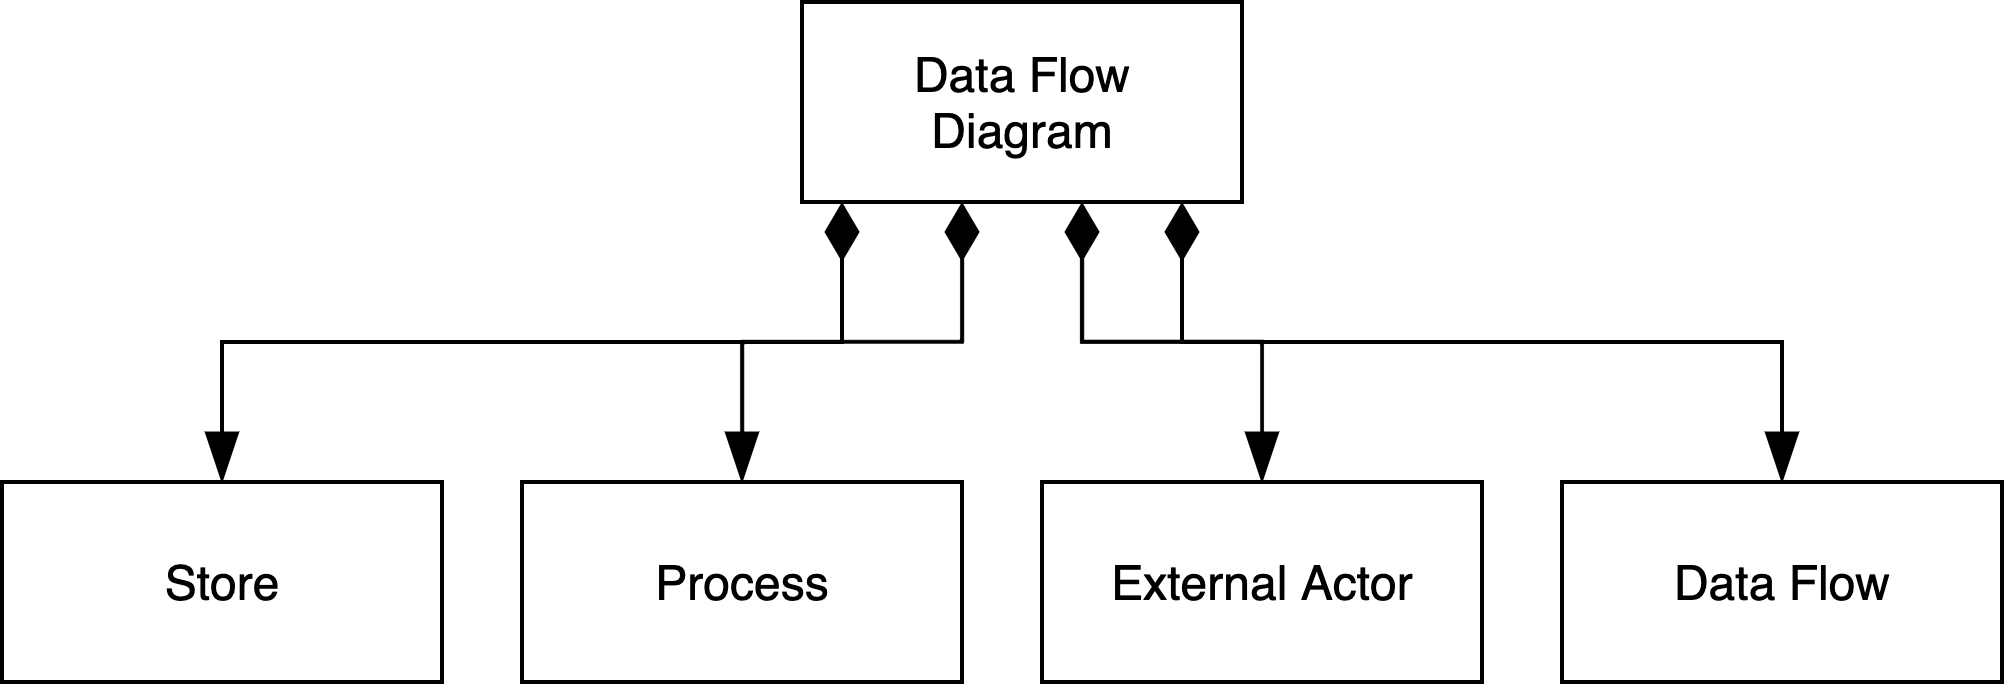 Data Flow
Diagram
Store
Process
External Actor
Data Flow